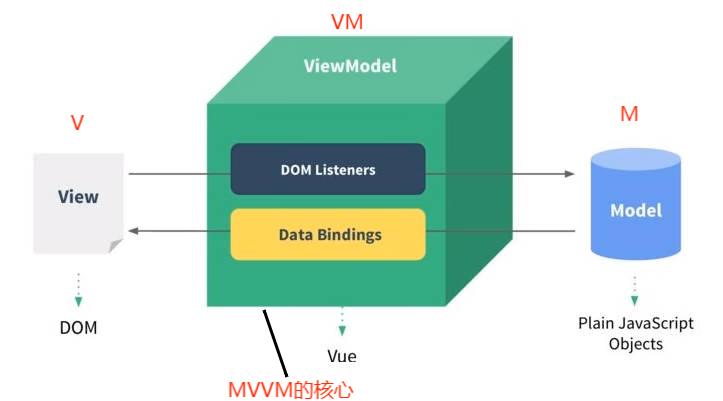 VM
ViewModel
V
M
DOM Listeners
View
Model
Data Bindings
DOM
Plain JavaScript
Objects
Vue
MVVM的核心